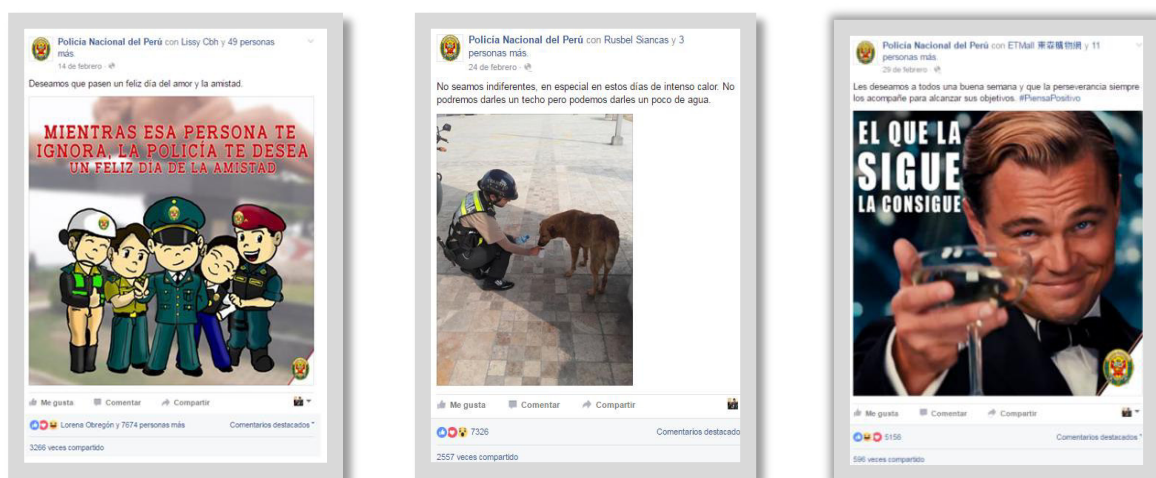 Policía Nacional del Perú con Lissy Cbh y 49 personas
más
14 de febrero
Deseamos que pasen un feliz día del amor y la amistad.
MIENTRAS ESA PERSONA TE
IGNORA, LA POLICÍA TE DESEA
UN FELIZ DIA DE LA AMISTAD
Me gusta Comentar Compartir
Lorena Obregón y 7674 personas más Comentarios destacados
3266 veces compartido
Policía Nacional del Perú con Rusbel Siancas y 3
personas más.
24 de febrero
No seamos indiferentes, en especial en estos días de intenso calor. No
podremos darles un techo pero podemos darles un poco de agua.
Me gusta Comentar Compartir
7326 Comentarios destacado
2557 veces compartido
Policía Nacional del Perú con ETMall 東森購物網 y 11
personas más.
29 de febrero
Les deseamos a todos una buena semana y que la perseverancia siempre
los acompañe para alcanzar sus objetivos. #PiensaPositivo
EL QUE LA
SIGUE
LA CONSIGUE
Me gusta Comentar Compartir
5156 Comentarios destacados
596 veces compartido